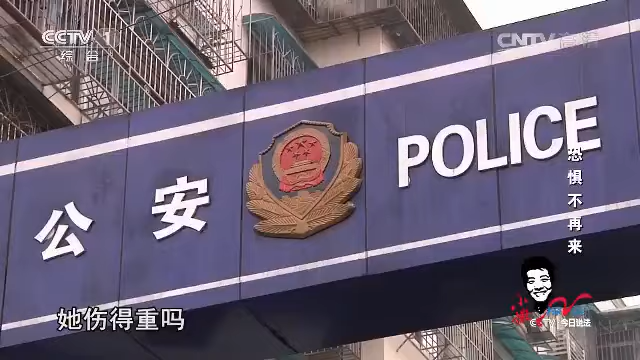 CCTV 1
综合
CNTV 高清
公安 POLICE
恐惧不再来
她伤得重吗
CCTV 今日说法